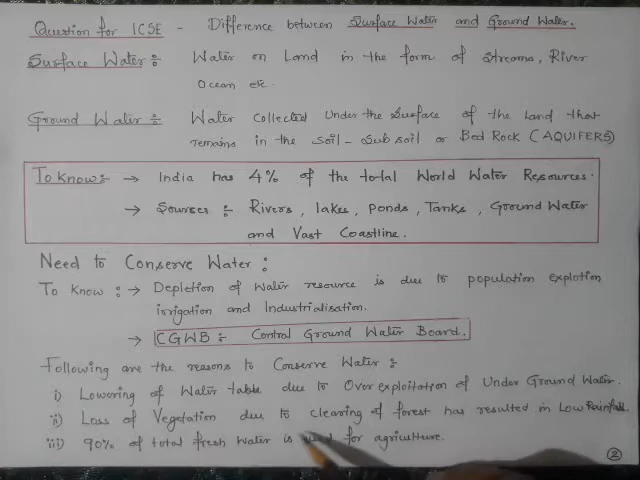 Question for ICSE - Difference between Surface Water and Ground Water.
Surface Water :- Water on Land in the form of Streams, River
Ocean etc.
Ground Water :- Water Collected Under the Surface of the Land that
remains in the Soil - Sub soil or Bed Rock (AQUIFERS)
To Know :- → India has 4% of the total World Water Resources.
→ Sourses :- Rivers, lakes, Ponds, Tanks, Ground Water
and Vast Coastline.
Need to Conserve Water :
To Know :- → Depletion of Water resource is due to population explotion
irrigation and Industrialisation.
→ CGWB :- Central Ground Water Board.
Following are the reasons to Conserve Water :-
i) Lowering of Water table due to Over exploitation of Under Ground Water.
ii) Loss of Vegetation due to clearing of forest has resulted in Low Rainfall.
iii) 90% of total fresh Water is used for agriculture.
2